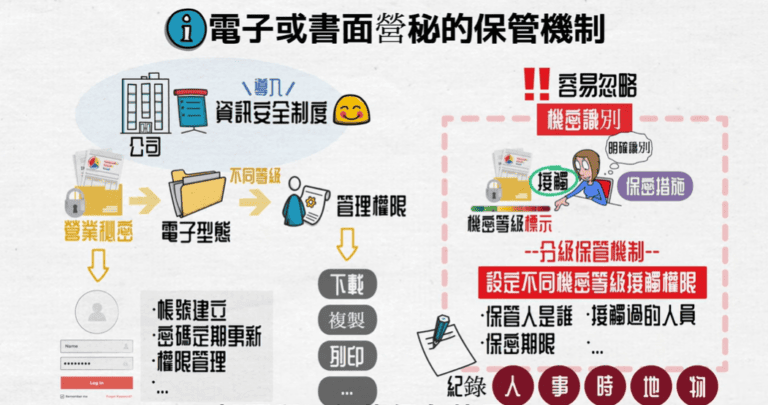 i 電子或書面營秘的保管機制
導入
資訊安全制度
公司
營業秘密
電子型態
不同等級
管理權限
下載
複製
列印
...
·帳號建立
·密碼定期更新
·權限管理
·...
Name
Log In
!! 容易忽略
機密識別
明確識別
接觸
保密措施
機密等級標示
--分級保管機制--
設定不同機密等級接觸權限
·保管人是誰 ·接觸過的人員
·保密期限 ·...
紀錄 人 事 時 地 物